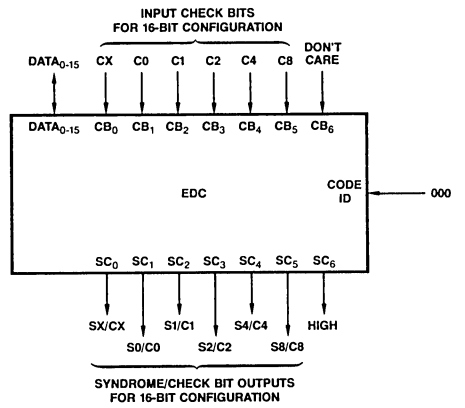 INPUT CHECK BITS
FOR 16-BIT CONFIGURATION
DATA0-15 CX C0 C1 C2 C4 C8 DON'T CARE
DATA0-15 CB0 CB1 CB2 CB3 CB4 CB5 CB6
EDC
CODE ID
000
SC0 SC1 SC2 SC3 SC4 SC5 SC6
SX/CX S1/C1 S4/C4 HIGH
S0/C0 S2/C2 S8/C8
SYNDROME/CHECK BIT OUTPUTS
FOR 16-BIT CONFIGURATION